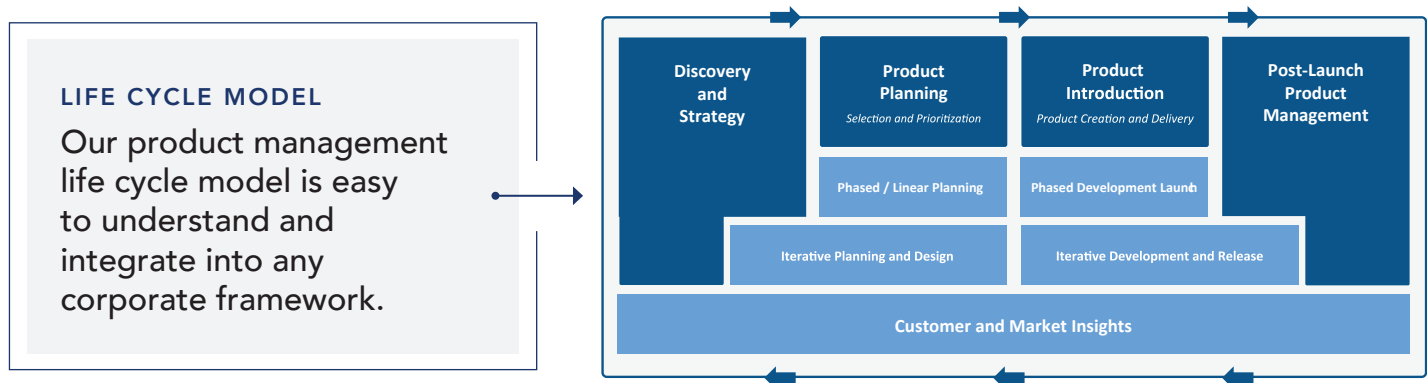 LIFE CYCLE MODEL
Our product management
life cycle model is easy
to understand and
integrate into any
corporate framework.
Discovery
and
Strategy
Product
Planning
Selection and Prioritization
Product
Introduction
Product Creation and Delivery
Post-Launch
Product
Management
Phased / Linear Planning
Phased Development Launch
Iterative Planning and Design
Iterative Development and Release
Customer and Market Insights